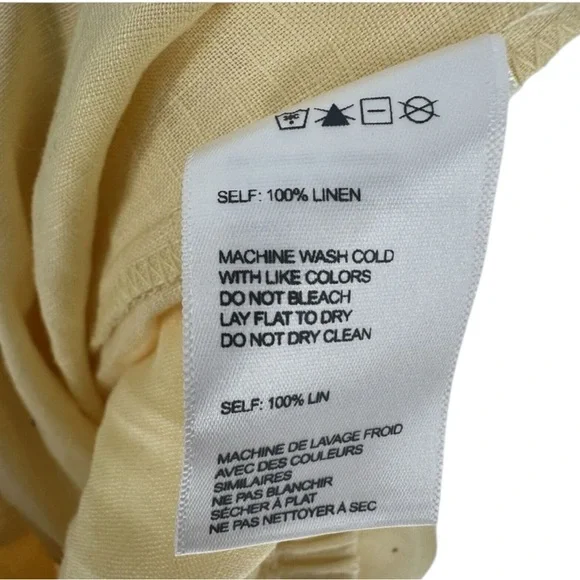 SELF: 100% LINEN
MACHINE WASH COLD
WITH LIKE COLORS
DO NOT BLEACH
LAY FLAT TO DRY
DO NOT DRY CLEAN
SELF: 100% LIN
MACHINE DE LAVAGE FROID
AVEC DES COULEURS
SIMILAIRES
NE PAS BLANCHIR
SÉCHER À PLAT
NE PAS NETTOYER À SEC